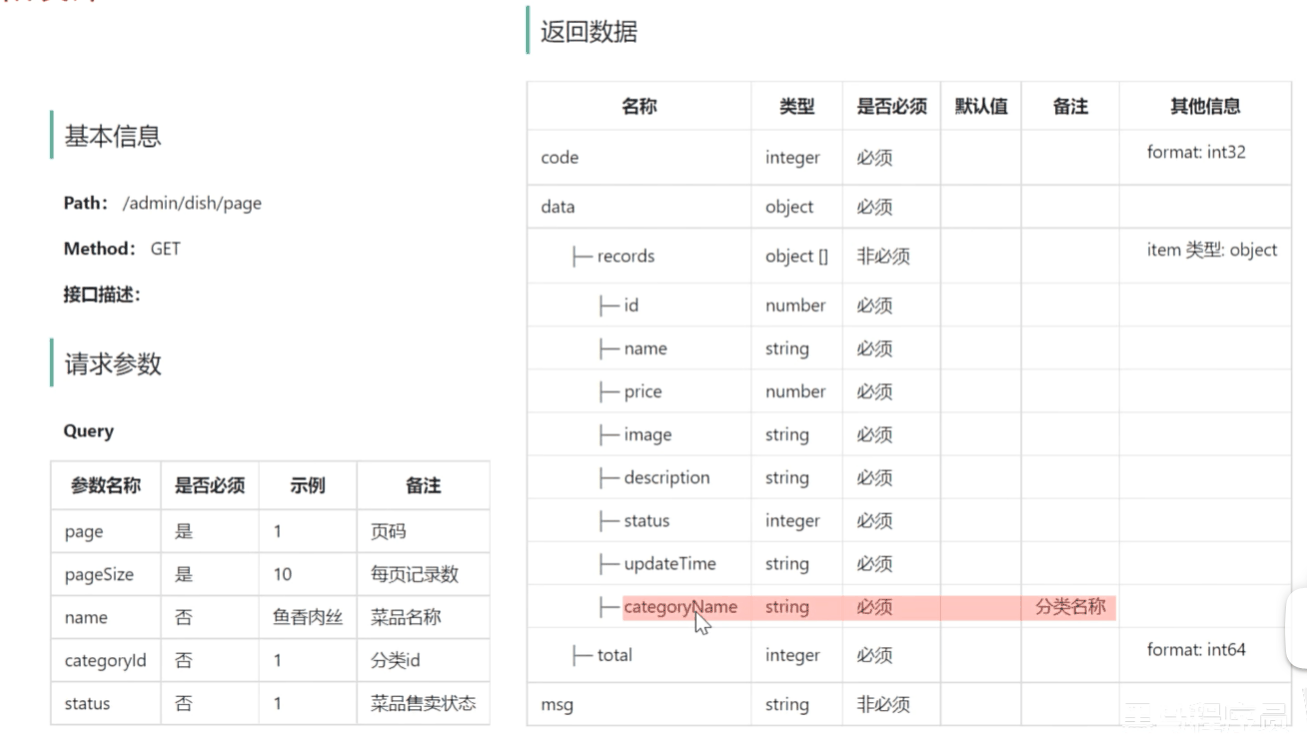 基本信息
Path： /admin/dish/page
Method： GET
接口描述：
请求参数
Query
参数名称 是否必须 示例 备注
page 是 1 页码
pageSize 是 10 每页记录数
name 否 鱼香肉丝 菜品名称
categoryId 否 1 分类id
status 否 1 菜品售卖状态
返回数据
名称 类型 是否必须 默认值 备注 其他信息
code integer 必须 format: int32
data object 必须
├─ records object [] 非必须 item 类型: object
├─ id number 必须
├─ name string 必须
├─ price number 必须
├─ image string 必须
├─ description string 必须
├─ status integer 必须
├─ updateTime string 必须
├─ categoryName string 必须 分类名称
├─ total integer 必须 format: int64
msg string 非必须